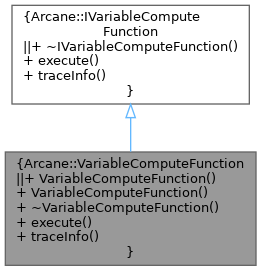 {Arcane::IVariableCompute
Function
||+ ~IVariableComputeFunction()
+ execute()
+ traceInfo()
}
{Arcane::VariableComputeFunction
||+ VariableComputeFunction()
+ VariableComputeFunction()
+ ~VariableComputeFunction()
+ execute()
+ traceInfo()
}